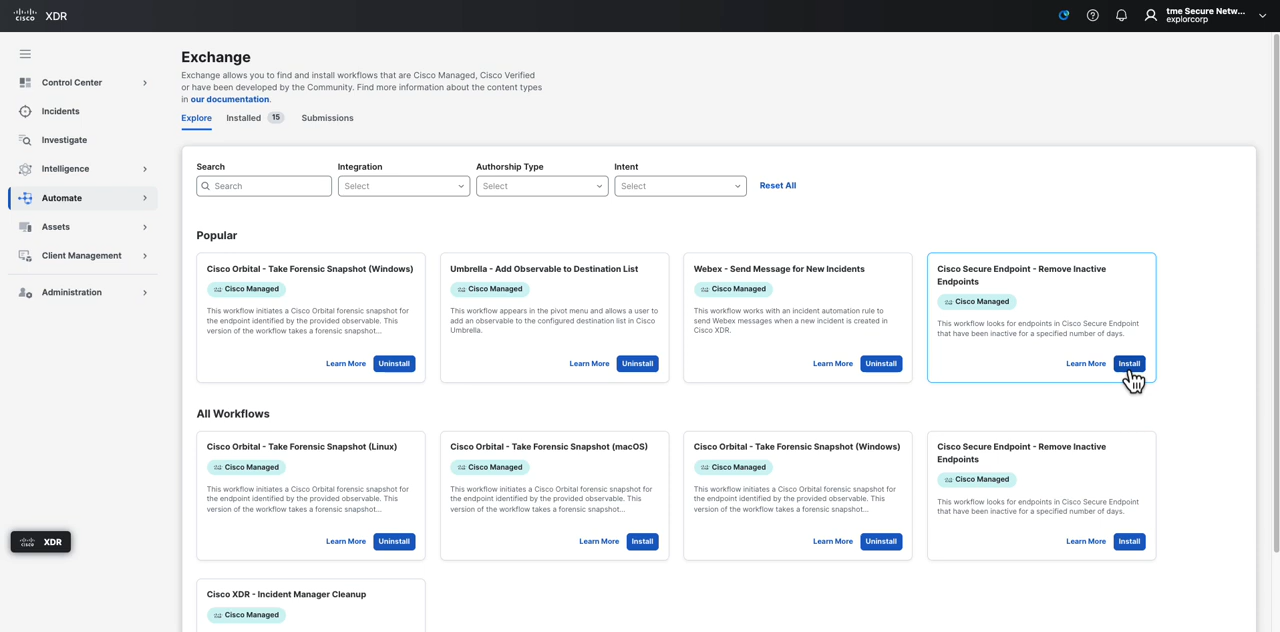 CISCO XDR
tme Secure Netw...
explorcorp
Control Center
Incidents
Investigate
Intelligence
Automate
Assets
Client Management
Administration
CISCO XDR
Exchange
Exchange allows you to find and install workflows that are Cisco Managed, Cisco Verified
or have been developed by the Community. Find more information about the content types
in our documentation.
Explore Installed 15 Submissions
Search Integration Authorship Type Intent
Search Select Select Select Reset All
Popular
Cisco Orbital - Take Forensic Snapshot (Windows)
Cisco Managed
This workflow initiates a Cisco Orbital forensic snapshot for
the endpoint identified by the provided observable. This
version of the workflow takes a forensic snapshot...
Learn More Uninstall
Umbrella - Add Observable to Destination List
Cisco Managed
This workflow appears in the pivot menu and allows a user to
add an observable to the configured destination list in Cisco
Umbrella.
Learn More Uninstall
Webex - Send Message for New Incidents
Cisco Managed
This workflow works with an incident automation rule to
send Webex messages when a new incident is created in
Cisco XDR.
Learn More Uninstall
Cisco Secure Endpoint - Remove Inactive
Endpoints
Cisco Managed
This workflow looks for endpoints in Cisco Secure Endpoint
that have been inactive for a specified number of days.
Learn More Install
All Workflows
Cisco Orbital - Take Forensic Snapshot (Linux)
Cisco Managed
This workflow initiates a Cisco Orbital forensic snapshot for
the endpoint identified by the provided observable. This
version of the workflow takes a forensic snapshot...
Learn More Uninstall
Cisco Orbital - Take Forensic Snapshot (macOS)
Cisco Managed
This workflow initiates a Cisco Orbital forensic snapshot for
the endpoint identified by the provided observable. This
version of the workflow takes a forensic snapshot...
Learn More Install
Cisco Orbital - Take Forensic Snapshot (Windows)
Cisco Managed
This workflow initiates a Cisco Orbital forensic snapshot for
the endpoint identified by the provided observable. This
version of the workflow takes a forensic snapshot...
Learn More Uninstall
Cisco Secure Endpoint - Remove Inactive
Endpoints
Cisco Managed
This workflow looks for endpoints in Cisco Secure Endpoint
that have been inactive for a specified number of days.
Learn More Install
Cisco XDR - Incident Manager Cleanup
Cisco Managed